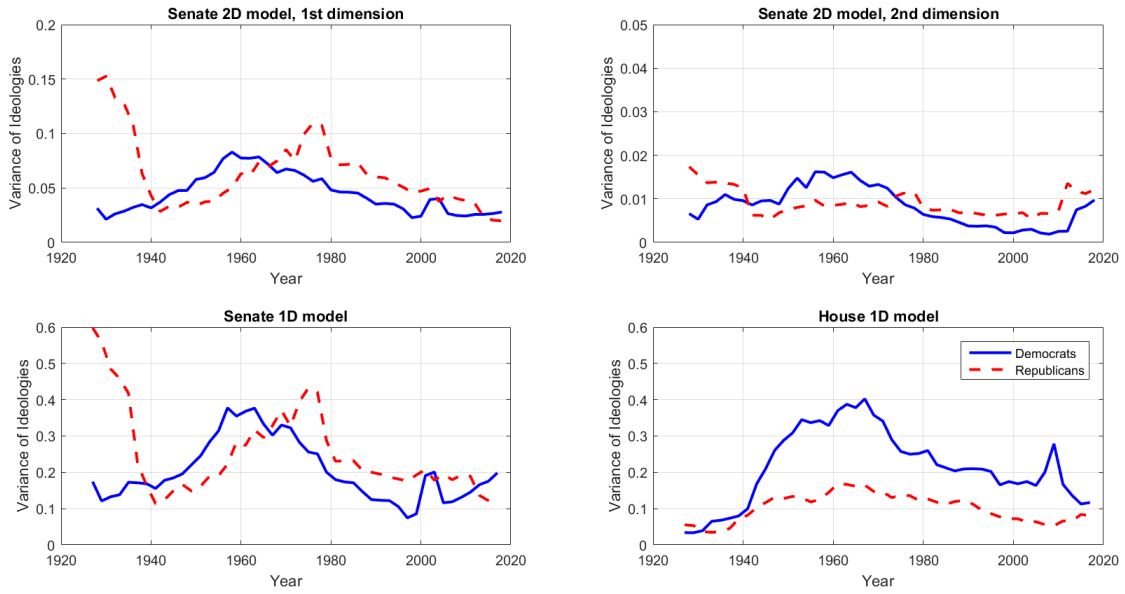 Senate 2D model, 1st dimension
Variance of Ideologies
0.2
0.15
0.1
0.05
0
1920 1940 1960 1980 2000 2020
Year
Senate 2D model, 2nd dimension
Variance of Ideologies
0.05
0.04
0.03
0.02
0.01
0
1920 1940 1960 1980 2000 2020
Year
Senate 1D model
Variance of Ideologies
0.6
0.5
0.4
0.3
0.2
0.1
0
1920 1940 1960 1980 2000 2020
Year
House 1D model
Variance of Ideologies
0.6
0.5
0.4
0.3
0.2
0.1
0
Democrats
Republicans
1920 1940 1960 1980 2000 2020
Year